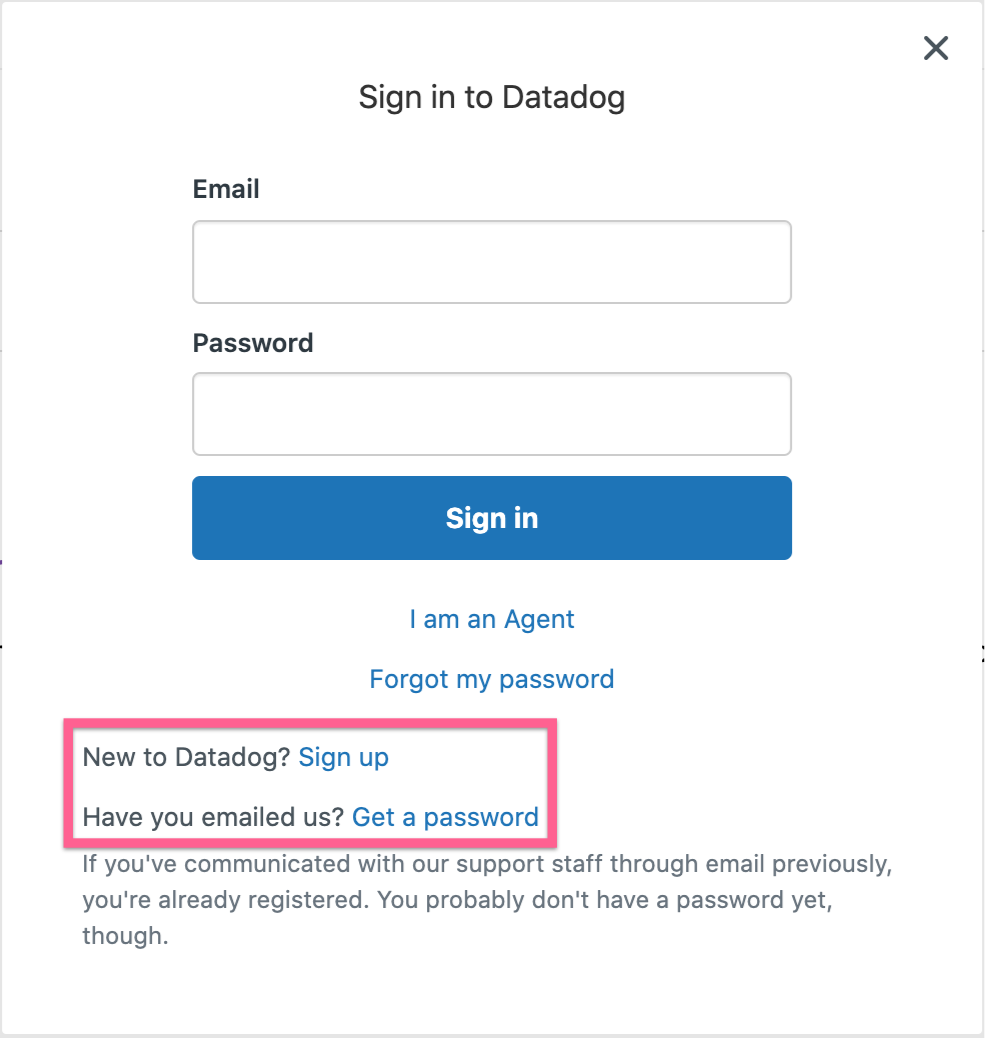 Sign in to Datadog
Email
Password
Sign in
I am an Agent
Forgot my password
New to Datadog? Sign up
Have you emailed us? Get a password
If you've communicated with our support staff through email previously,
you're already registered. You probably don't have a password yet,
though.